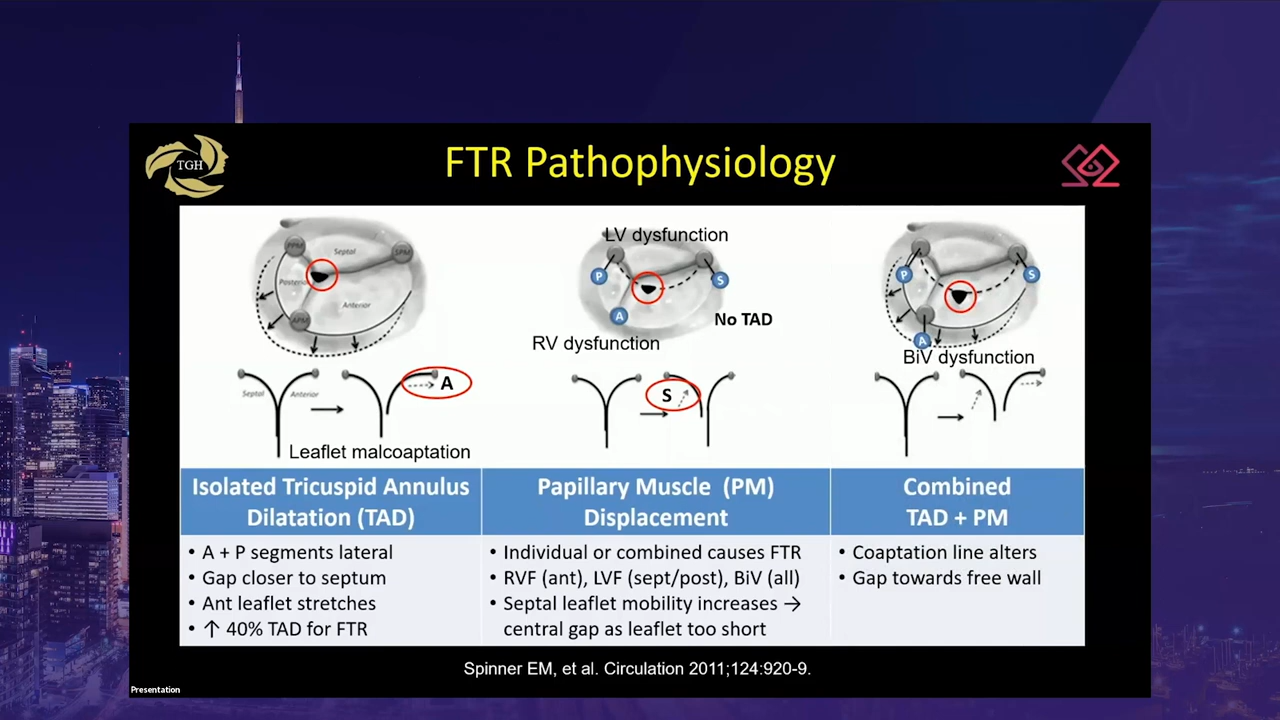 TGH
FTR Pathophysiology
PPM
Septal
SPM
Posterior
Anterior
APM
Septal
Anterior
A
Leaflet malcoaptation
LV dysfunction
P
S
A
No TAD
RV dysfunction
S
P
S
A
BiV dysfunction
Isolated Tricuspid Annulus
Dilatation (TAD)
• A + P segments lateral
• Gap closer to septum
• Ant leaflet stretches
• ↑ 40% TAD for FTR
Papillary Muscle (PM)
Displacement
• Individual or combined causes FTR
• RVF (ant), LVF (sept/post), BiV (all)
• Septal leaflet mobility increases →
central gap as leaflet too short
Combined
TAD + PM
• Coaptation line alters
• Gap towards free wall
Spinner EM, et al. Circulation 2011;124:920-9.
Presentation